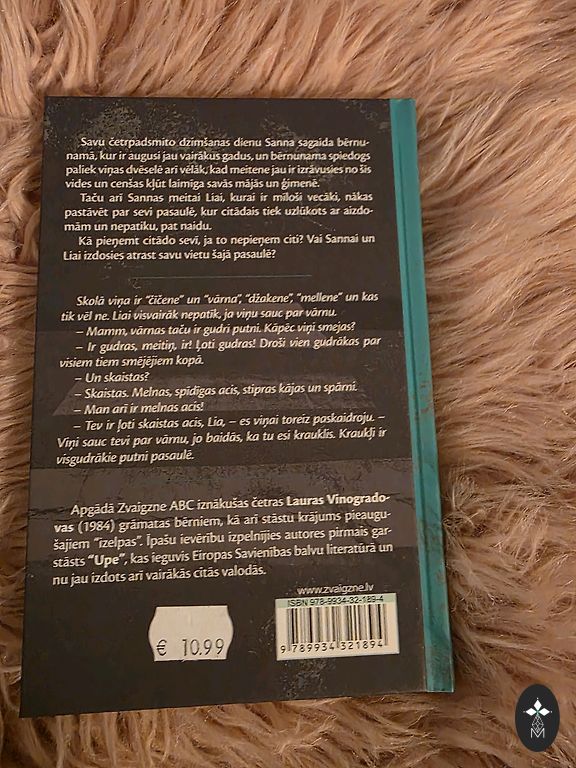 Savu četrpadsmito dzimšanas dienu Sanna sagaida bērnu-
namā, kur ir augusi jau vairākus gadus, un bērnunama spiedogs
paliek viņas dvēselē arī vēlāk, kad meitene jau ir izrāvusies no šīs
vides un cenšas kļūt laimīga savās mājās un ģimenē.
Taču arī Sannas meitai Liai, kurai ir mīloši vecāki, nākas
pastāvēt par sevi pasaulē, kur citādais tiek uzlūkots ar aizdo-
mām un nepatiku, pat naidu.
Kā pieņemt citādo sevī, ja to nepieņem citi? Vai Sannai un
Liai izdosies atrast savu vietu šajā pasaulē?
Skolā viņa ir "čičene" un "vārna", "džakene", "mellene" un kas
tik vēl ne. Liai visvairāk nepatīk, ja viņu sauc par vārnu.
– Mamm, vārnas taču ir gudri putni. Kāpēc viņi smejas?
– Ir gudras, meitiņ, ir! Ļoti gudras! Droši vien gudrākas par
visiem tiem smējējiem kopā.
– Un skaistas?
– Skaistas. Melnas, spīdīgas acis, stipras kājas un spārni.
– Man arī ir melnas acis!
– Tev ir ļoti skaistas acis, Lia, – es viņai toreiz paskaidroju. –
Viņi sauc tevi par vārnu, jo baidās, ka tu esi krauklis. Kraukļi ir
visgudrākie putni pasaulē.
Apgādā Zvaigzne ABC iznākušas četras Lauras Vinogrado-
vas (1984) grāmatas bērniem, kā arī stāstu krājums pieaugu-
šajiem "Izelpas". Īpašu ievērību izpelnījies autores pirmais gar-
stāsts "Upe", kas ieguvis Eiropas Savienības balvu literatūrā un
nu jau izdots arī vairākās citās valodās.
www.zvaigzne.lv
ISBN 978-9934-32-189-4
€ 10.99
9 789934 321894
M